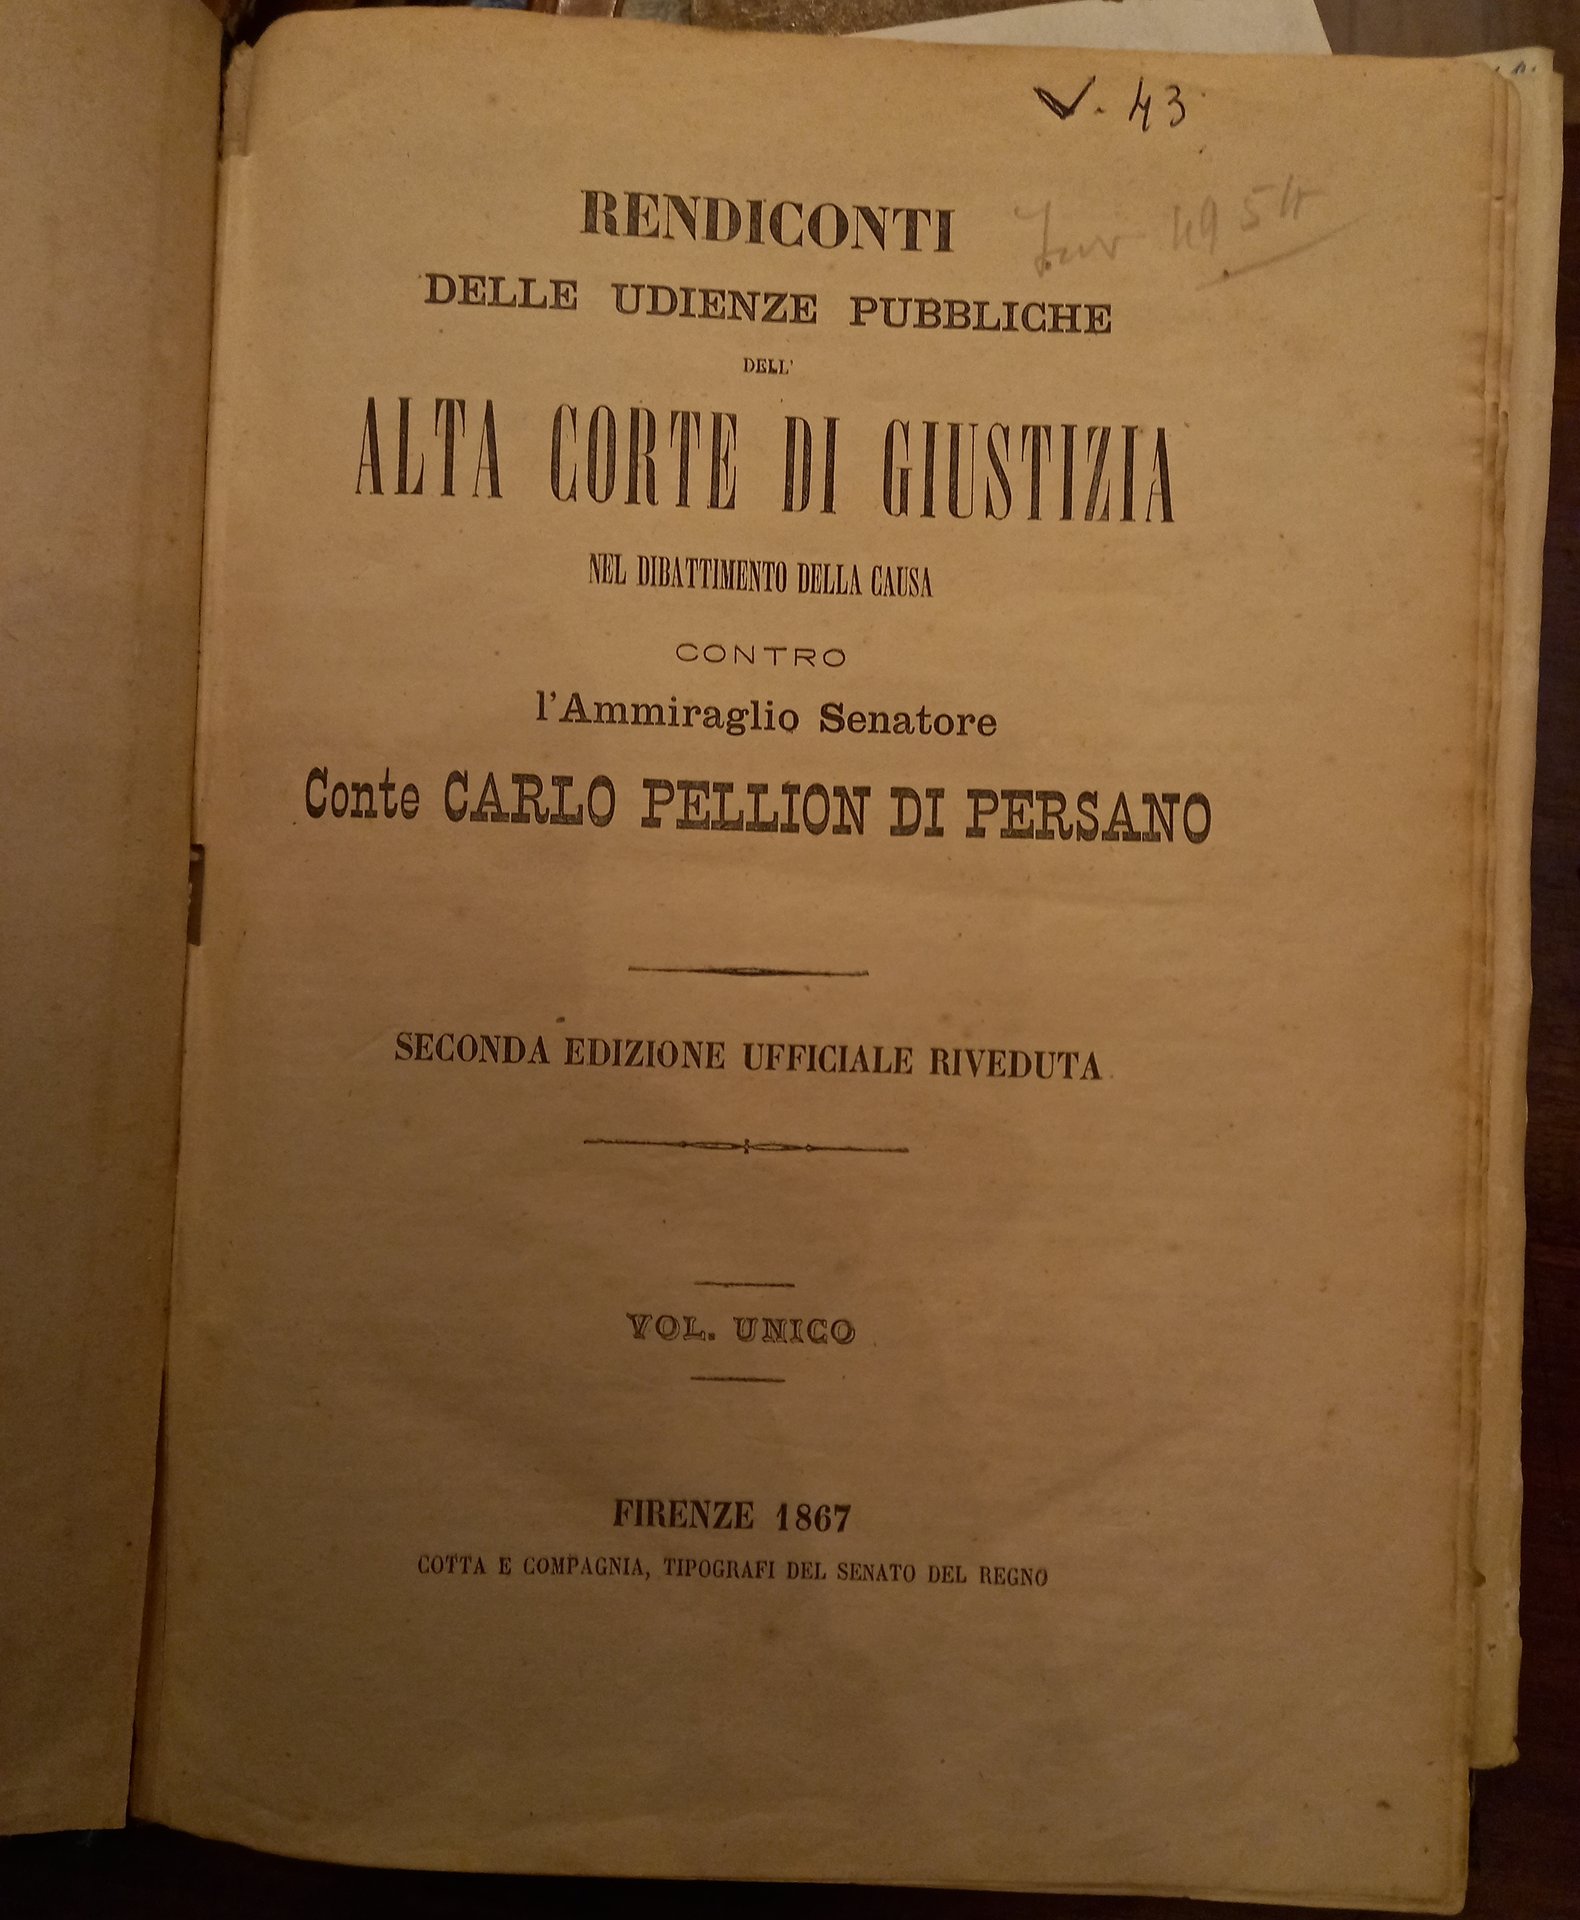 V. 43
RENDICONTI
DELLE UDIENZE PUBBLICHE
DELL'
ALTA CORTE DI GIUSTIZIA
NEL DIBATTIMENTO DELLA CAUSA
CONTRO
l'Ammiraglio Senatore
Conte CARLO PELLION DI PERSANO
SECONDA EDIZIONE UFFICIALE RIVEDUTA
VOL. UNICO
FIRENZE 1867
COTTA E COMPAGNIA, TIPOGRAFI DEL SENATO DEL REGNO